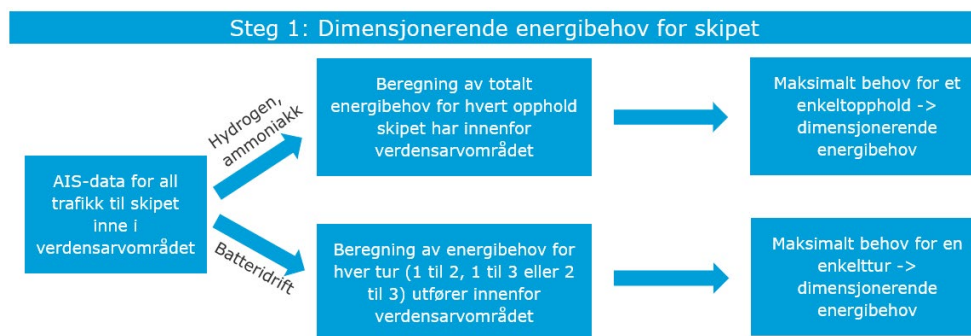 Steg 1: Dimensjonerende energibehov for skipet
AIS-data for all
trafikk til skipet
inne i
verdensarvområdet
Hydrogen,
ammoniakk
Beregning av totalt
energibehov for hvert opphold
skipet har innenfor
verdensarvområdet
Maksimalt behov for et
enkeltopphold ->
dimensjonerende
energibehov
Batteridrift
Beregning av energibehov for
hver tur (1 til 2, 1 til 3 eller 2
til 3) utfører innenfor
verdensarvområdet
Maksimalt behov for en
enkelttur ->
dimensjonerende
energibehov